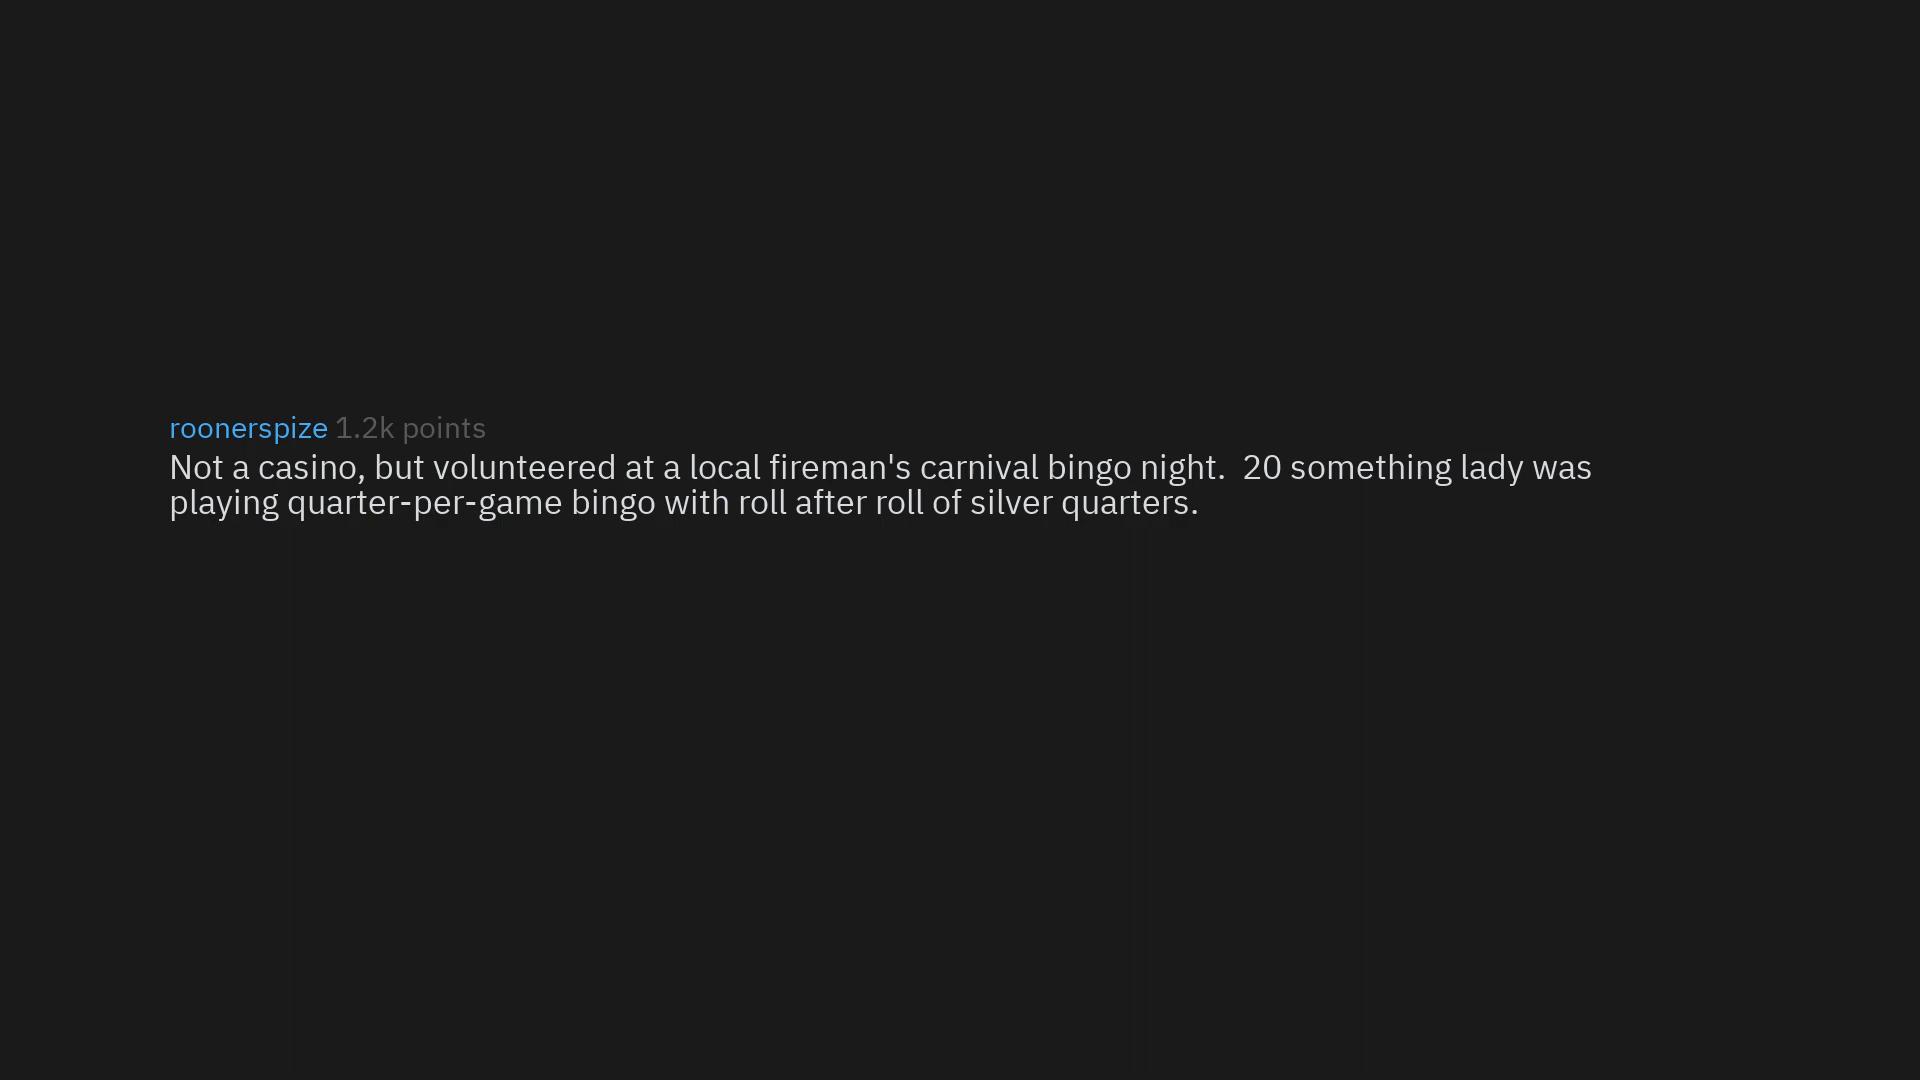 roonerspize 1.2k points
Not a casino, but volunteered at a local fireman's carnival bingo night.  20 something lady was
playing quarter-per-game bingo with roll after roll of silver quarters.